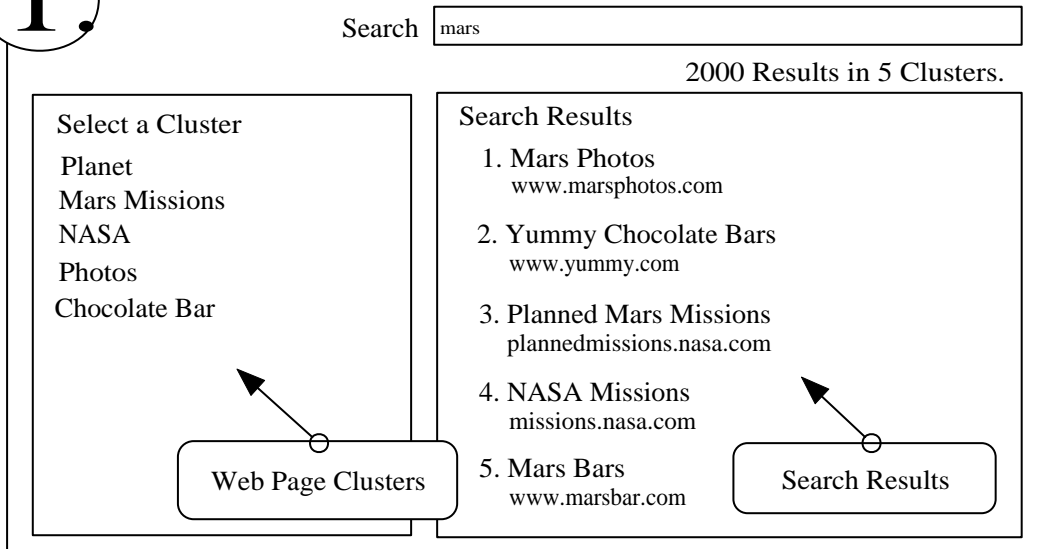 1.
Search mars
2000 Results in 5 Clusters.
Select a Cluster
Planet
Mars Missions
NASA
Photos
Chocolate Bar
Web Page Clusters
Search Results
1. Mars Photos
www.marsphotos.com
2. Yummy Chocolate Bars
www.yummy.com
3. Planned Mars Missions
plannedmissions.nasa.com
4. NASA Missions
missions.nasa.com
5. Mars Bars
www.marsbar.com
Search Results